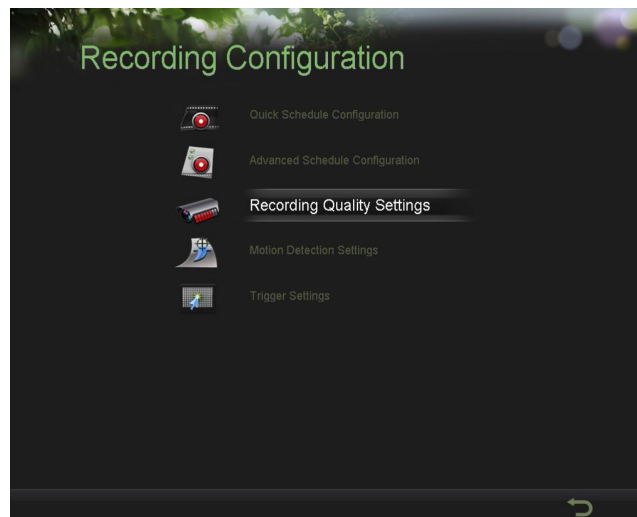 Recording Configuration
Quick Schedule Configuration
Advanced Schedule Configuration
Recording Quality Settings
Motion Detection Settings
Trigger Settings